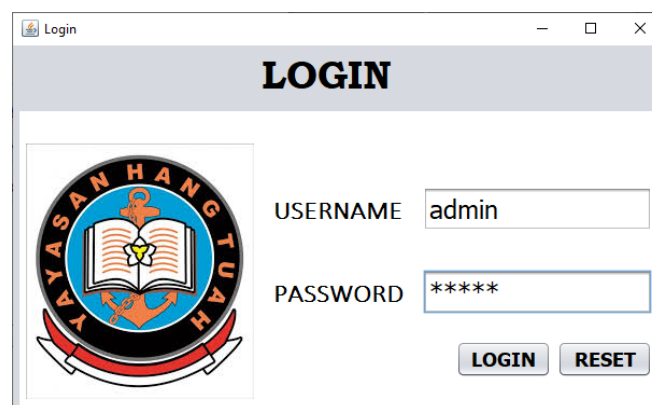 Login
LOGIN
YAYASAN HANG TUAH
USERNAME admin
PASSWORD *****
LOGIN RESET